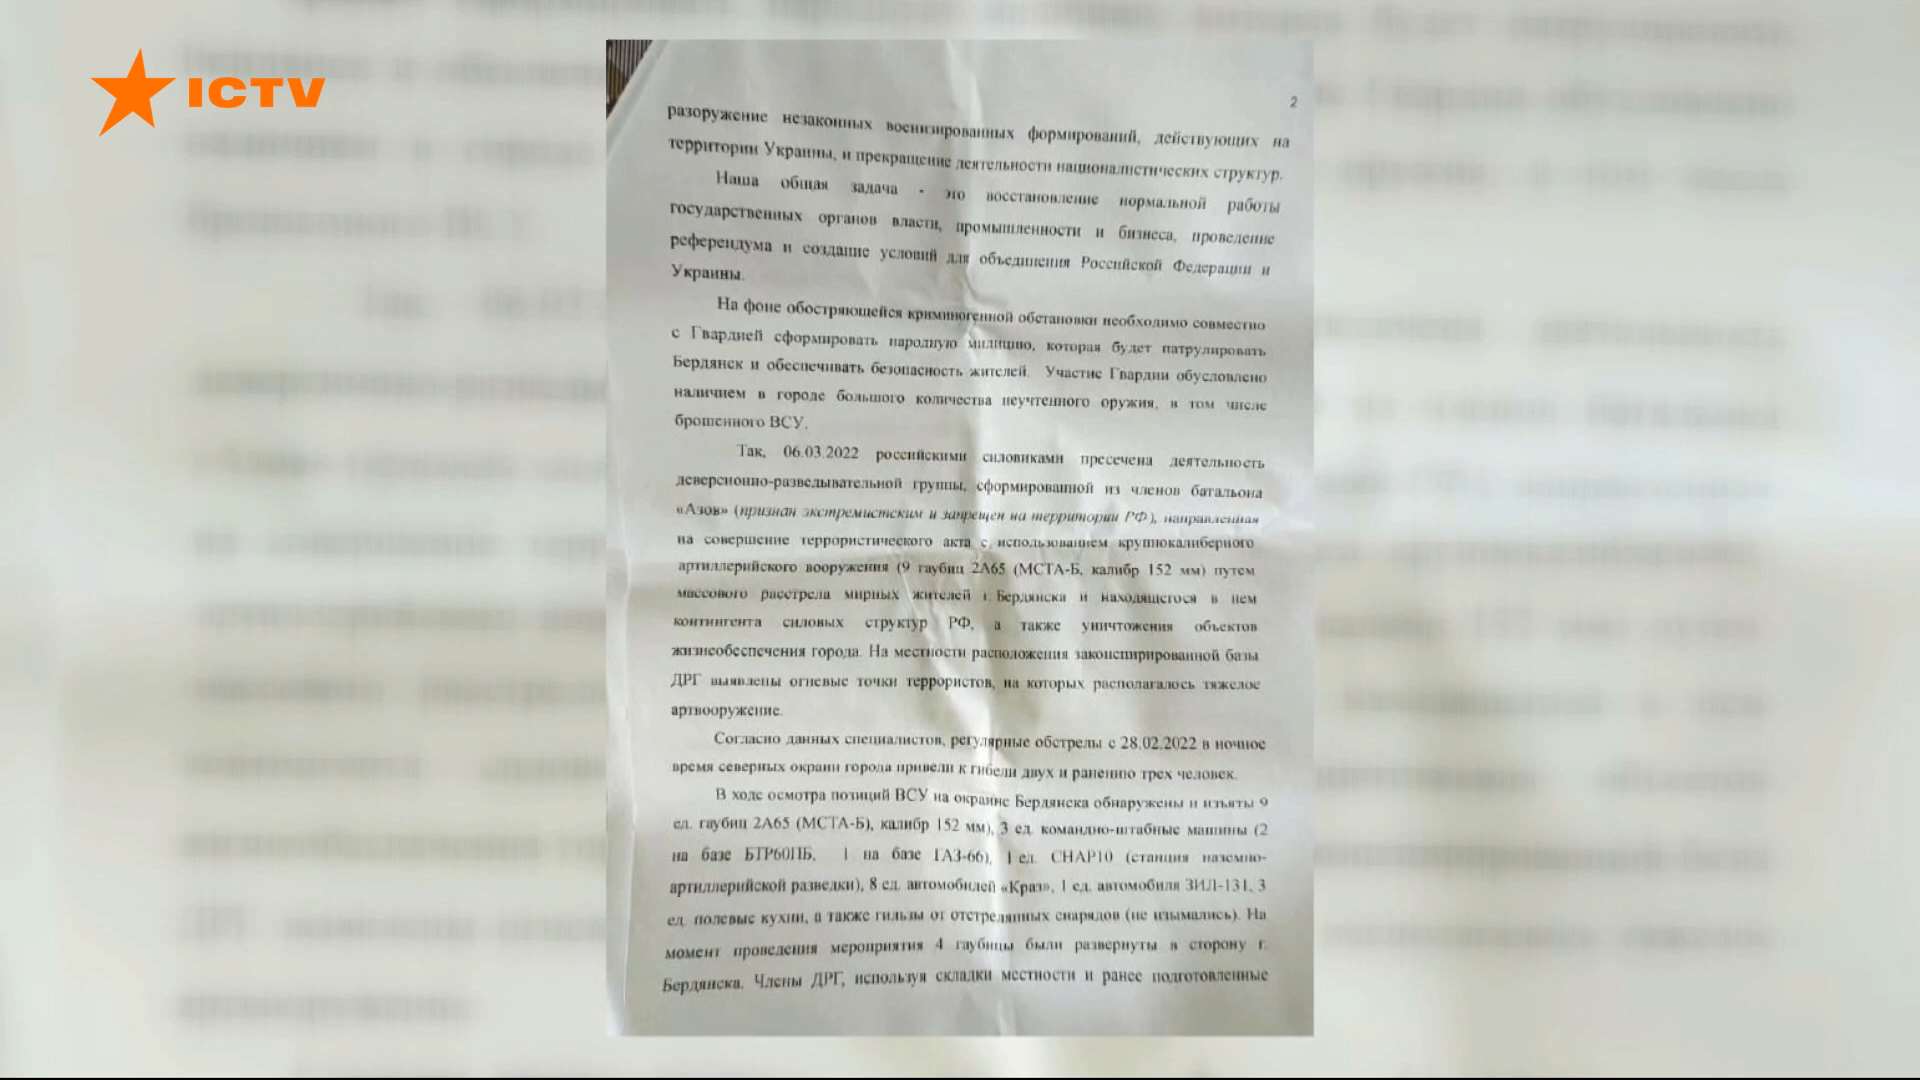 ICTV
2
разоружение незаконных военизированных формирований, действующих на
территории Украины, и прекращение деятельности националистических структур.
Наша общая задача - это восстановление нормальной работы
государственных органов власти, промышленности и бизнеса, проведение
референдума и создание условий для объединения Российской Федерации и
Украины.
На фоне обостряющейся криминогенной обстановки необходимо совместно
с Гвардией сформировать народную милицию, которая будет патрулировать
Бердянск и обеспечивать безопасность жителей. Участие Гвардии обусловлено
наличием в городе большого количества неучтенного оружия, в том числе
брошенного ВСУ.
Так, 06.03.2022 российскими силовиками пресечена деятельность
деверсионно-разведывательной группы, сформированной из членов батальона
«Азов» (признан экстремистским и запрещен на территории РФ), направленная
на совершение террористического акта с использованием крупнокалиберного
артиллерийского вооружения (9 гаубиц 2А65 (МСТА-Б, калибр 152 мм) путем
массового расстрела мирных жителей г. Бердянска и находящегося в нем
контингента силовых структур РФ, а также уничтожения объектов
жизнеобеспечения города. На местности расположения законспирированной базы
ДРГ выявлены огневые точки террористов, на которых располагалось тяжелое
артвооружение.
Согласно данных специалистов, регулярные обстрелы с 28.02.2022 в ночное
время северных окраин города привели к гибели двух и ранению трех человек.
В ходе осмотра позиций ВСУ на окраине Бердянска обнаружены и изъяты 9
ед. гаубиц 2А65 (МСТА-Б), калибр 152 мм), 3 ед. командно-штабные машины (2
на базе БТР60ПБ, 1 на базе ГАЗ-66), 1 ед. СНАР10 (станция наземно-
артиллерийской разведки), 8 ед. автомобилей «Краз», 1 ед. автомобиля ЗИЛ-131, 3
ед. полевые кухни, а также гильзы от отстрелянных снарядов (не изымались). На
момент проведения мероприятия 4 гаубицы были развернуты в сторону г.
Бердянска. Члены ДРГ, используя складки местности и ранее подготовленные